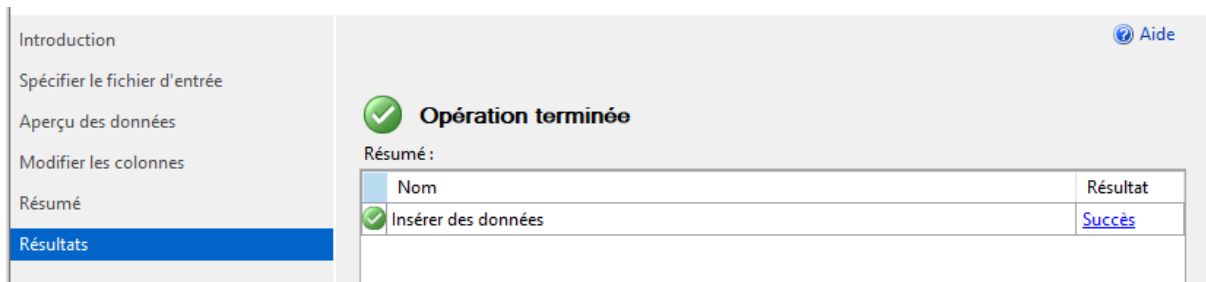 Introduction
Spécifier le fichier d'entrée
Aperçu des données
Modifier les colonnes
Résumé
Résultats
Aide
Opération terminée
Résumé :
Nom Résultat
Insérer des données Succès